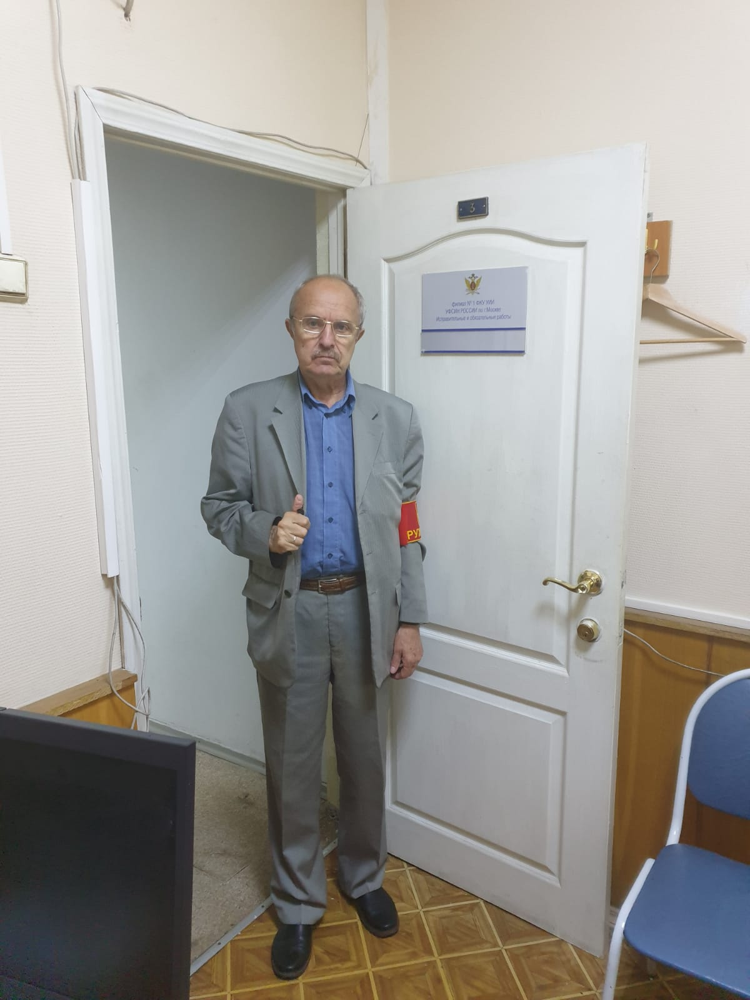 3
филиал № 1 ФКУ УИИ
УФСИН РОССИИ по г.Москве
Исправительные и обязательные работы
РУ